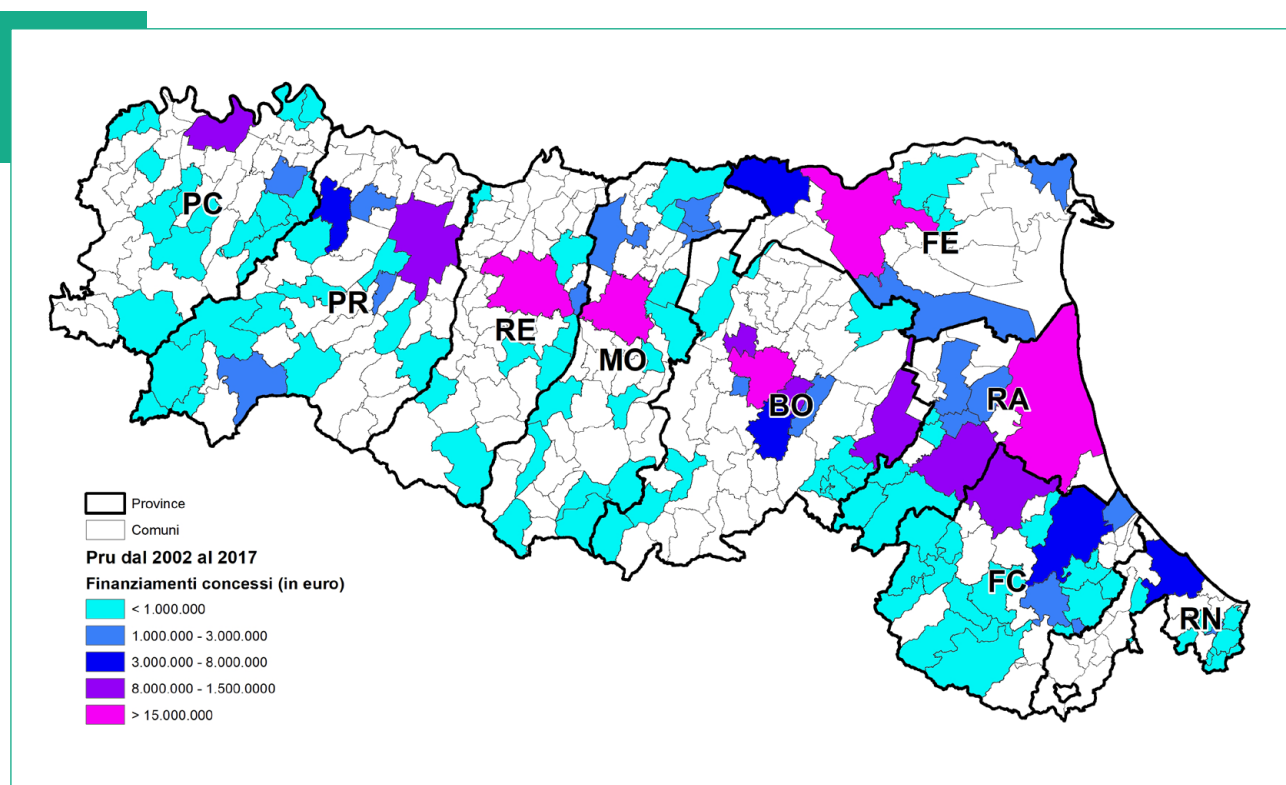 PC
PR
RE
MO
BO
FE
RA
FC
RN
Province
Comuni
Pru dal 2002 al 2017
Finanziamenti concessi (in euro)
< 1.000.000
1.000.000 - 3.000.000
3.000.000 - 8.000.000
8.000.000 - 1.500.0000
> 15.000.000